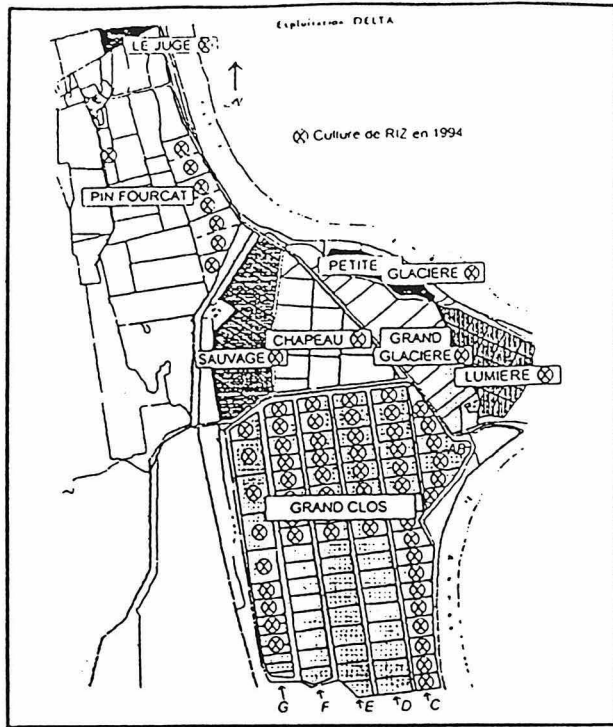 Exploitation DELTA
LE JUGE
N
Culture de RIZ en 1994
PIN FOURCAT
PETITE GLACIERE
CHAPEAU
GRAND GLACIERE
SAUVAGE
LUMIERE
GRAND CLOS
G F E D C